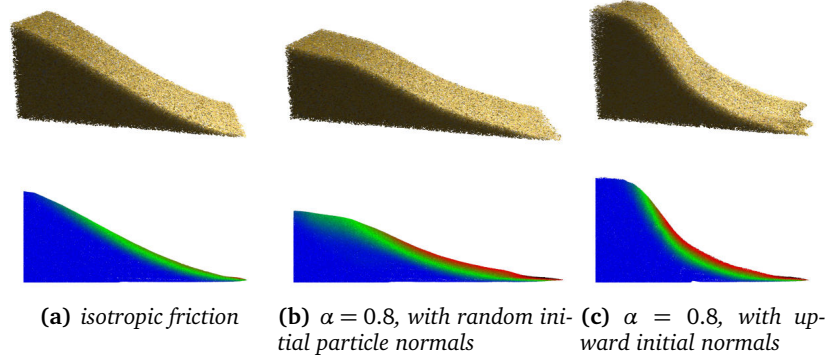 (a) isotropic friction
(b) α = 0.8, with random ini-
tial particle normals
(c) α = 0.8, with up-
ward initial normals